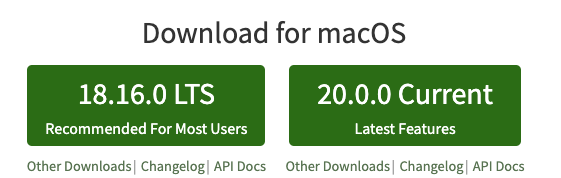 Download for macOS
18.16.0 LTS
Recommended For Most Users
20.0.0 Current
Latest Features
Other Downloads| Changelog| API Docs
Other Downloads| Changelog| API Docs